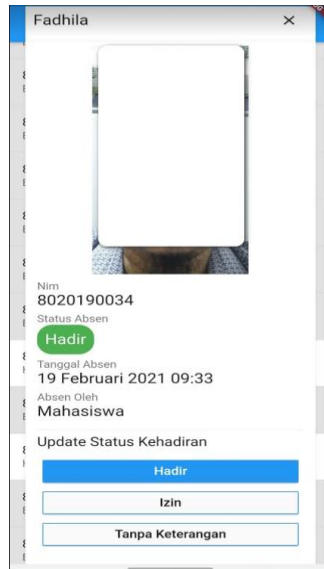 Fadhila
Nim
8020190034
Status Absen
Hadir
Tanggal Absen
19 Februari 2021 09:33
Absen Oleh
Mahasiswa
Update Status Kehadiran
Hadir
Izin
Tanpa Keterangan